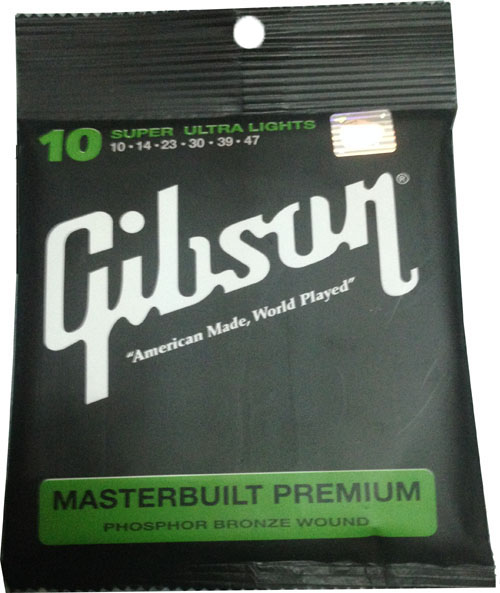 10 SUPER ULTRA LIGHTS
10•14•23•30•39•47
Gibson®
"American Made, World Played"
MASTERBUILT PREMIUM
PHOSPHOR BRONZE WOUND